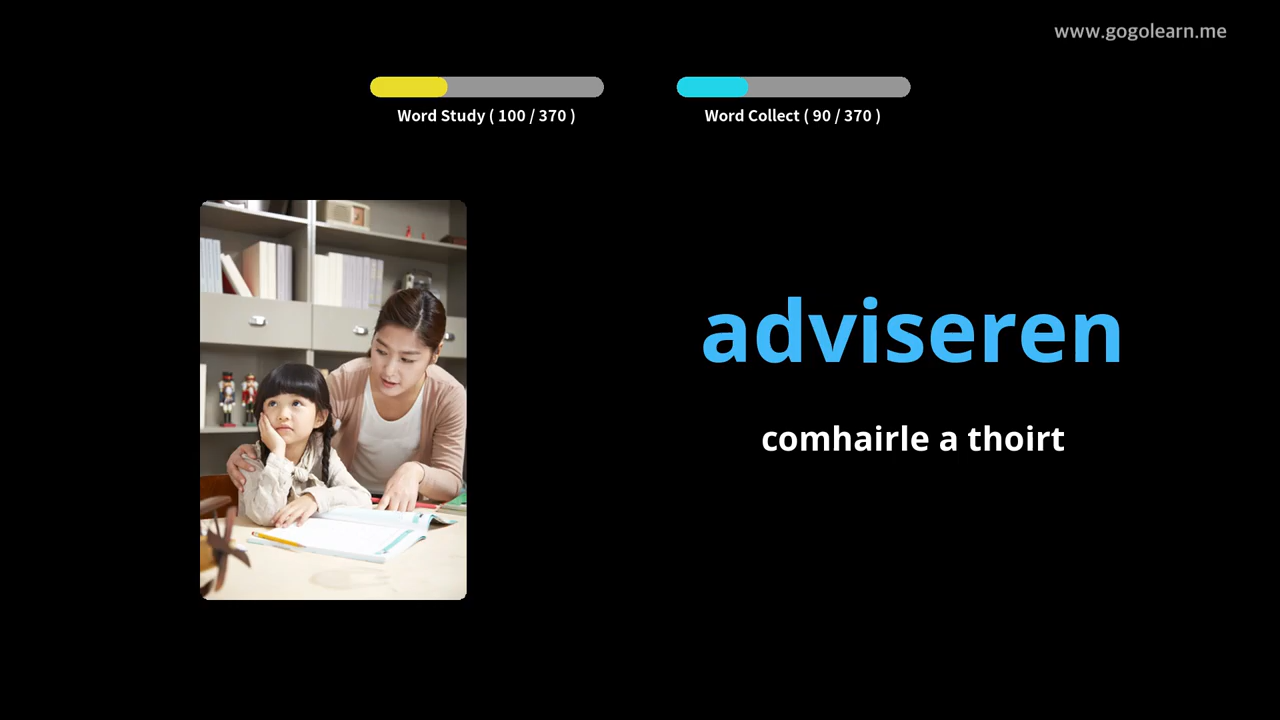 www.gogolearn.me
Word Study ( 100 / 370 )
Word Collect ( 90 / 370 )
adviseren
comhairle a thoirt